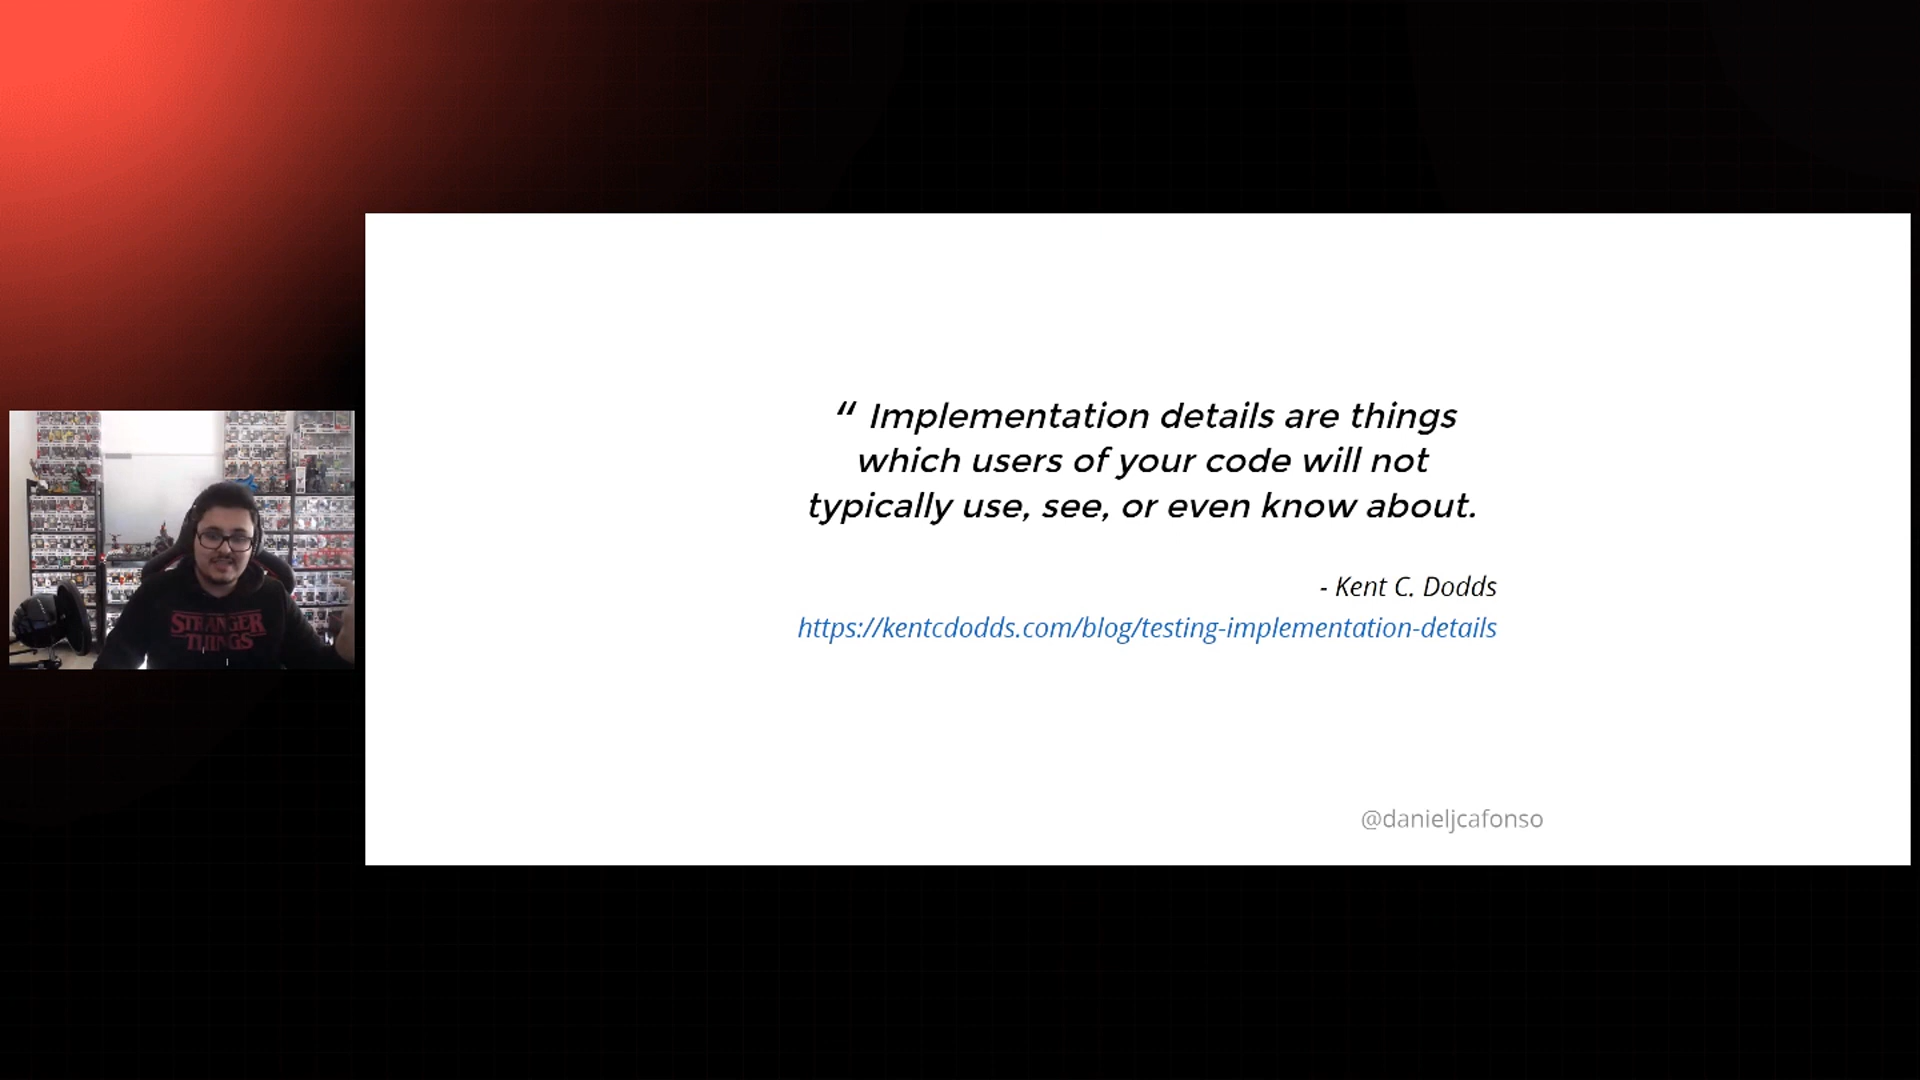 “ Implementation details are things
which users of your code will not
typically use, see, or even know about.
- Kent C. Dodds
https://kentcdodds.com/blog/testing-implementation-details
@danieljcafonso
STRANGER
THINGS